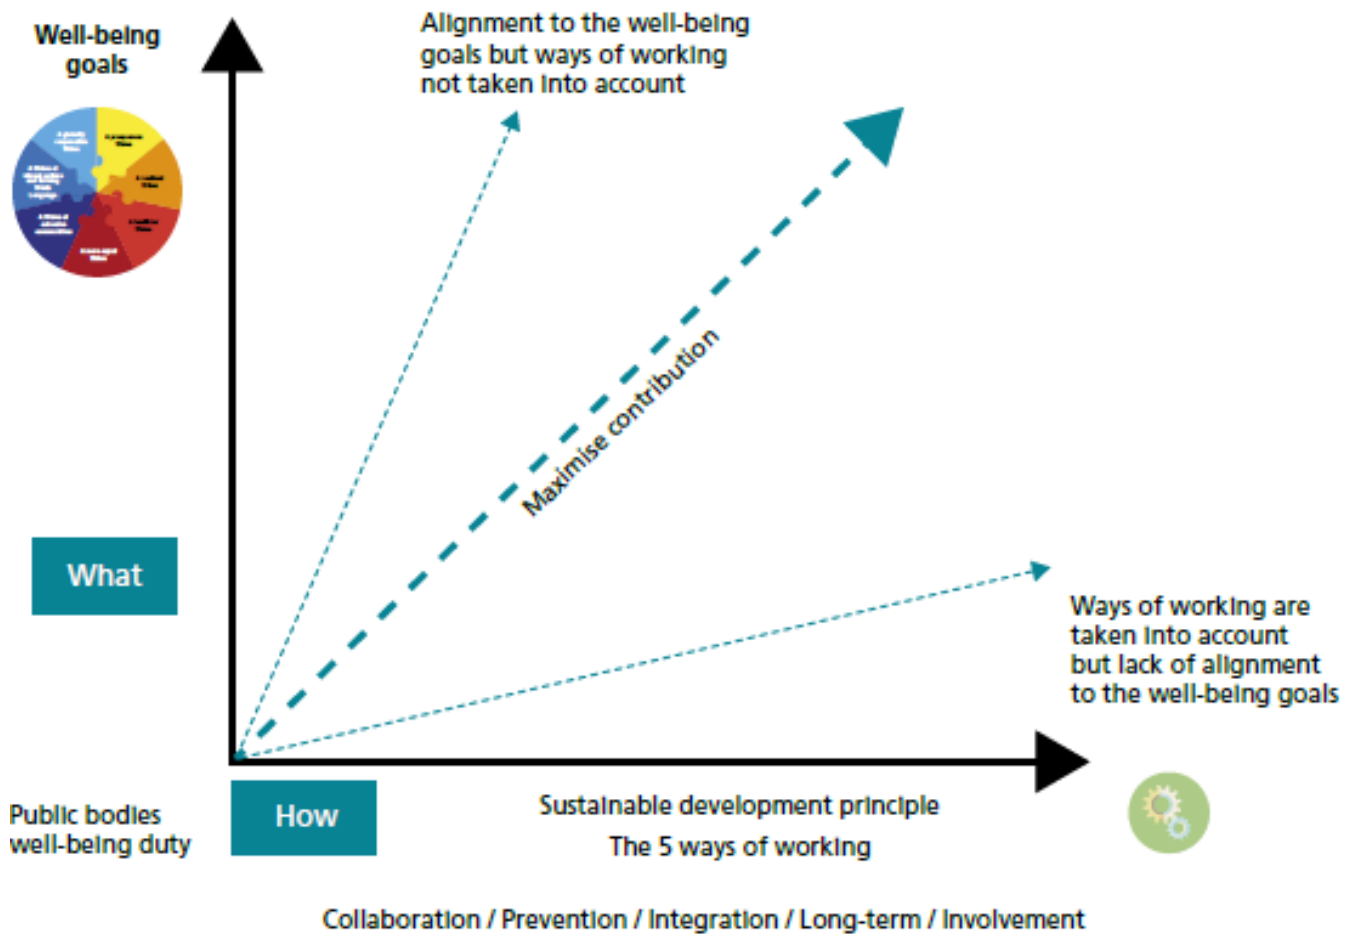 Well-being
goals
Alignment to the well-being
goals but ways of working
not taken into account
Maximise contribution
What
Ways of working are
taken into account
but lack of alignment
to the well-being goals
Public bodies
well-being duty
How
Sustainable development principle
The 5 ways of working
Collaboration / Prevention / Integration / Long-term / Involvement